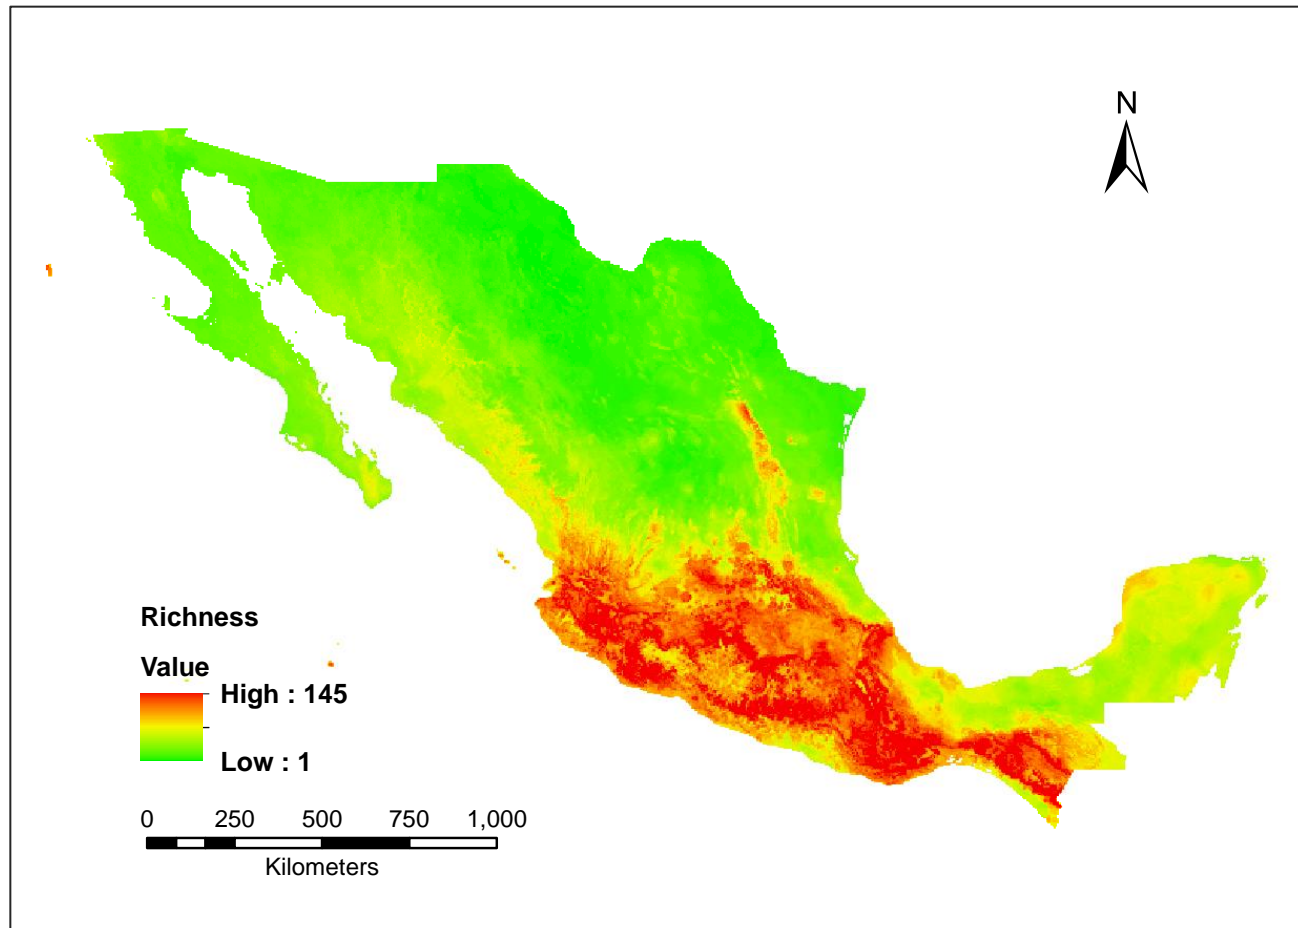 N
Richness
Value
High : 145
Low : 1
0 250 500 750 1,000
Kilometers